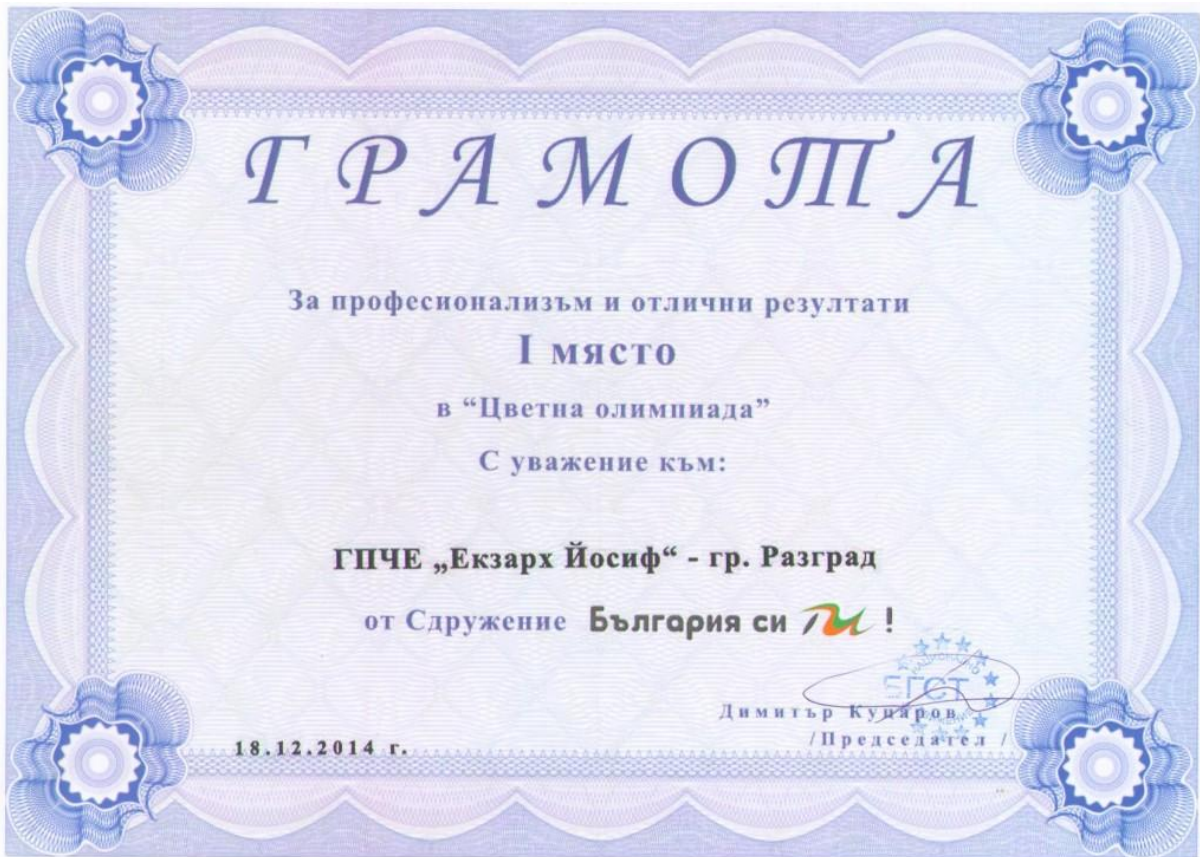 ГРАМОТА
За професионализъм и отлични резултати
I място
в “Цветна олимпиада”
С уважение към:
ГПЧЕ „Екзарх Йосиф“ - гр. Разград
от Сдружение България си ти !
БГСТ
Димитър Купаров
/Председател /
18.12.2014 г.